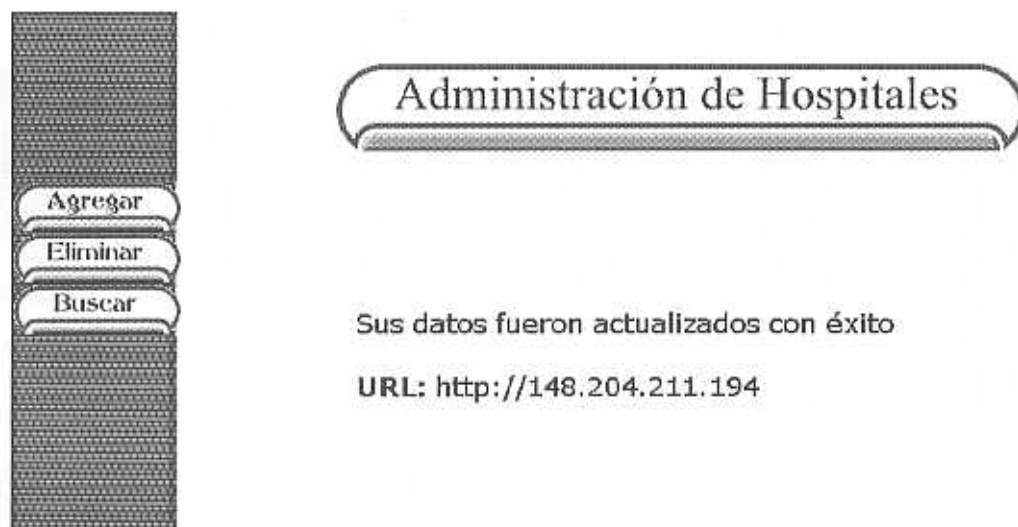 Administración de Hospitales
Agregar
Eliminar
Buscar
Sus datos fueron actualizados con éxito
URL: http://148.204.211.194